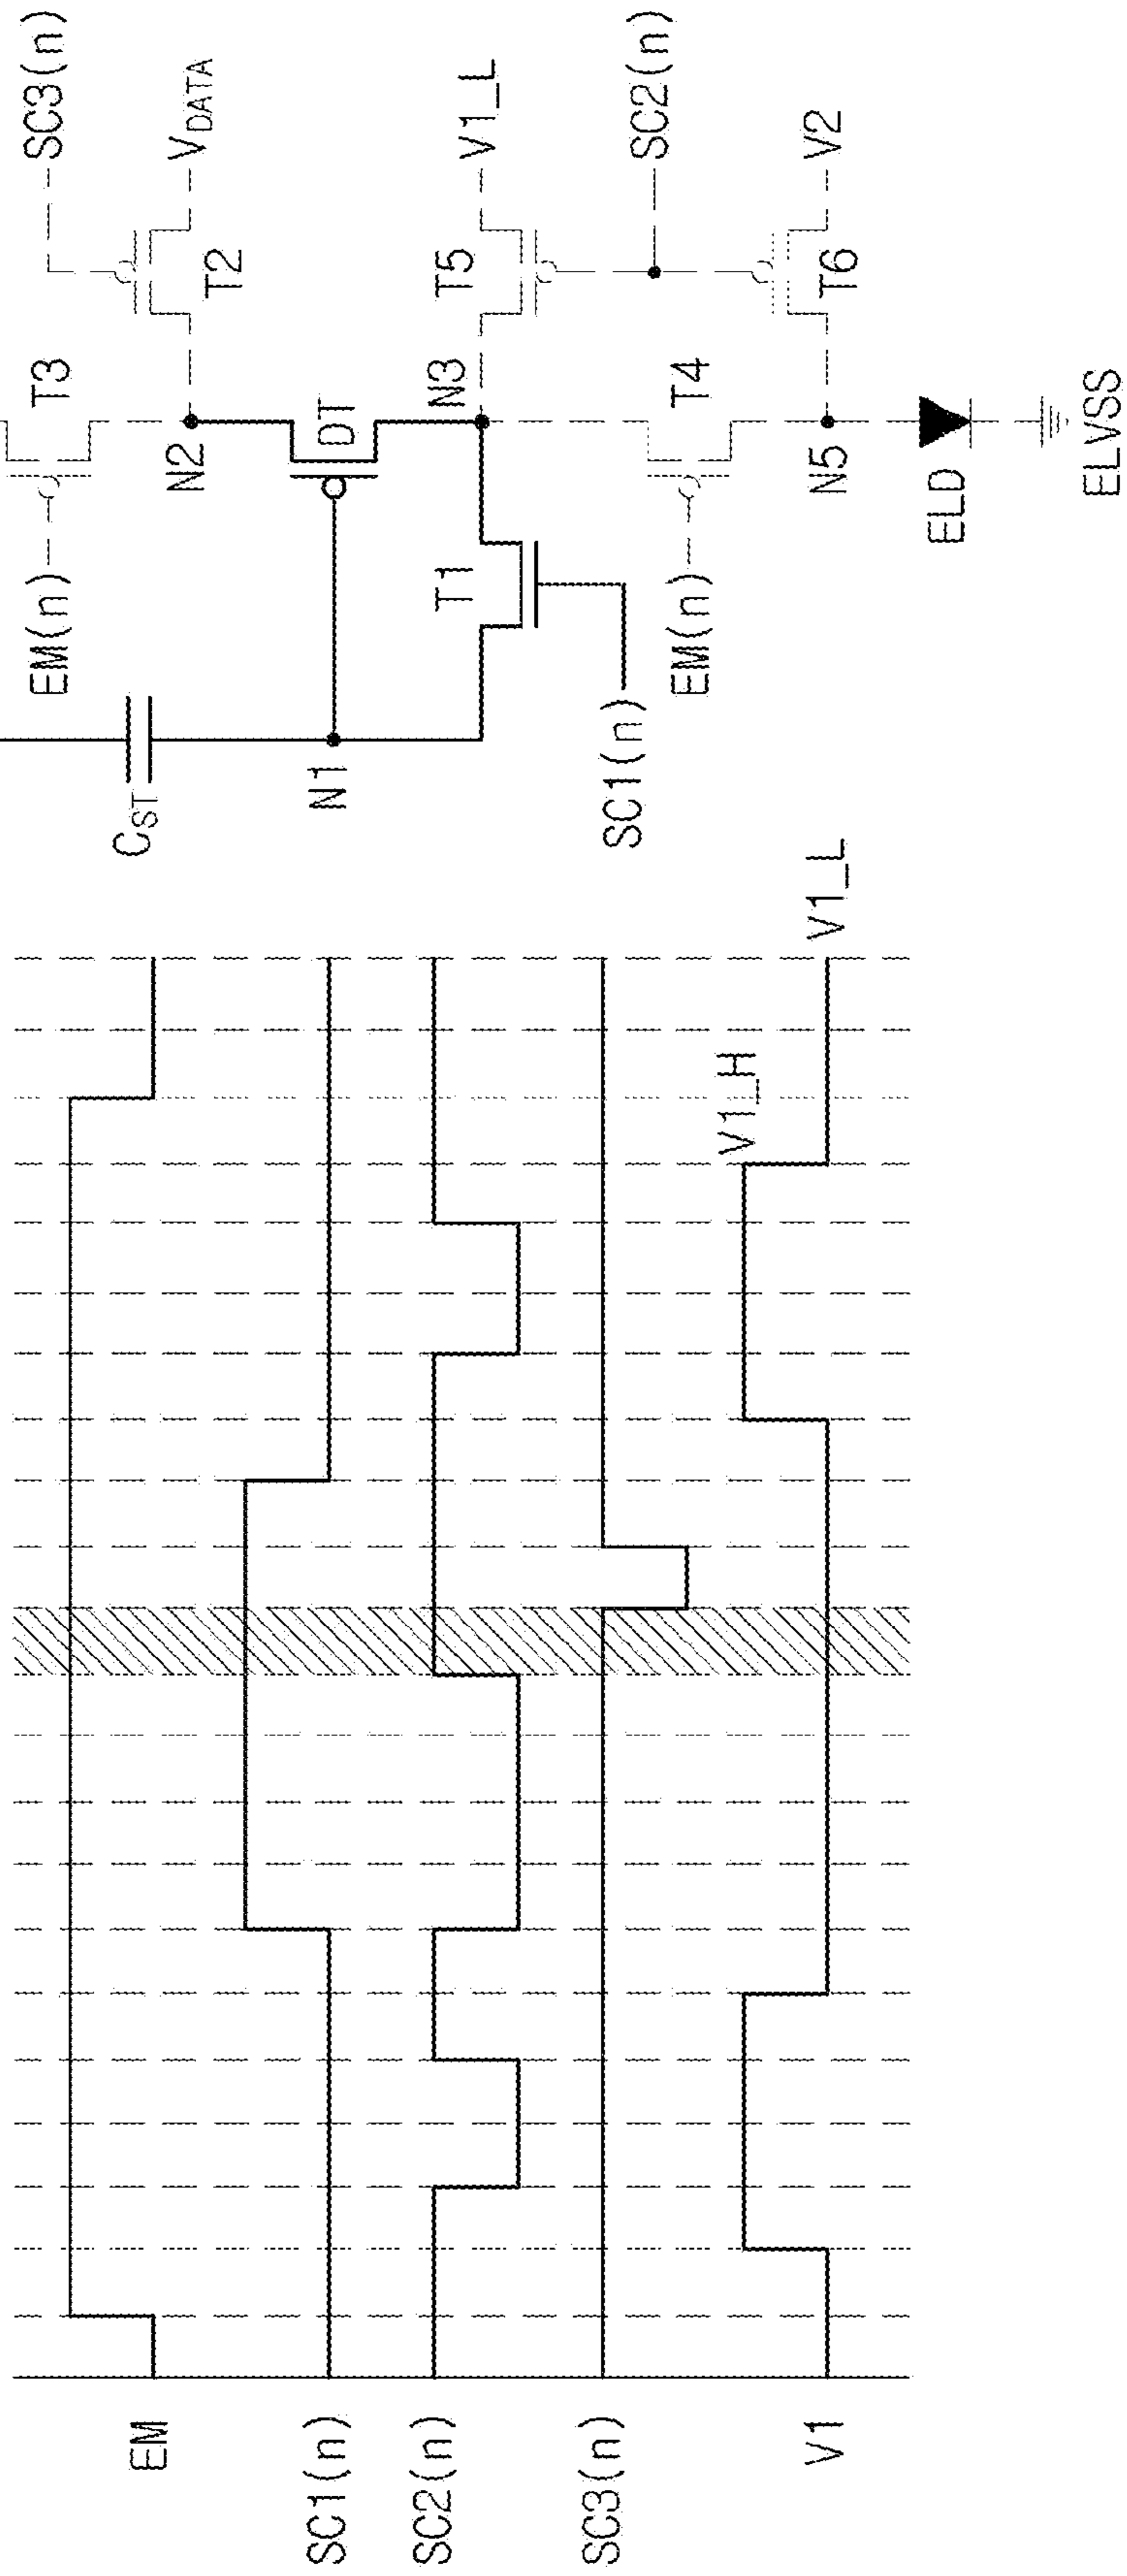 EM
SC1(n)
SC2(n)
SC3(n)
V1
V1_H
V1_L
C_ST
EM(n)
T3
SC3(n)
T2
V_DATA
N2
N1
DT
N3
T1
T5
V1_L
SC1(n)
SC2(n)
EM(n)
T4
T6
V2
N5
ELD
ELVSS